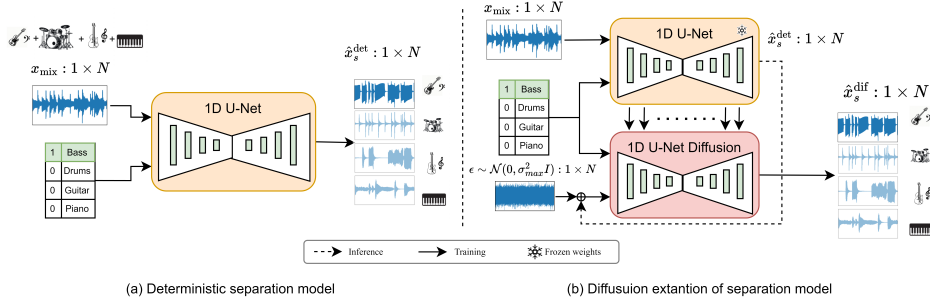 x_mix : 1 × N
x̂_s^det : 1 × N
1D U-Net
1 Bass
0 Drums
0 Guitar
0 Piano
x_mix : 1 × N
1D U-Net
x̂_s^det : 1 × N
1 Bass
0 Drums
0 Guitar
0 Piano
1D U-Net Diffusion
ϵ ∼ N(0, σ²_max I) : 1 × N
x̂_s^dif : 1 × N
Inference
Training
Frozen weights
(a) Deterministic separation model
(b) Diffusuion extantion of separation model